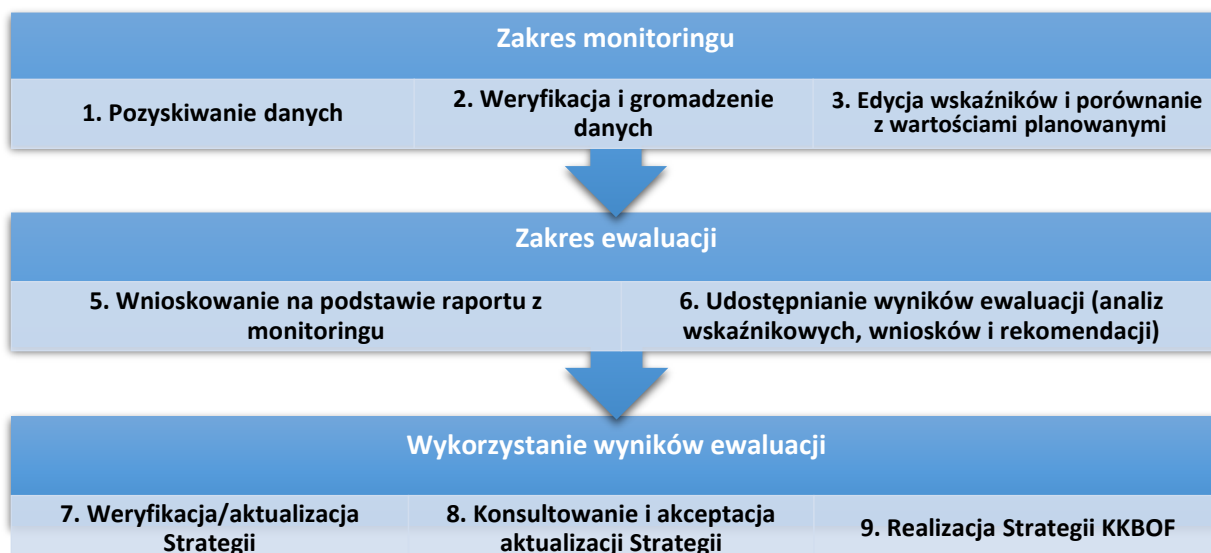 Zakres monitoringu
1. Pozyskiwanie danych
2. Weryfikacja i gromadzenie
danych
3. Edycja wskaźników i porównanie
z wartościami planowanymi
Zakres ewaluacji
5. Wnioskowanie na podstawie raportu z
monitoringu
6. Udostępnianie wyników ewaluacji (analiz
wskaźnikowych, wniosków i rekomendacji)
Wykorzystanie wyników ewaluacji
7. Weryfikacja/aktualizacja
Strategii
8. Konsultowanie i akceptacja
aktualizacji Strategii
9. Realizacja Strategii KKBOF